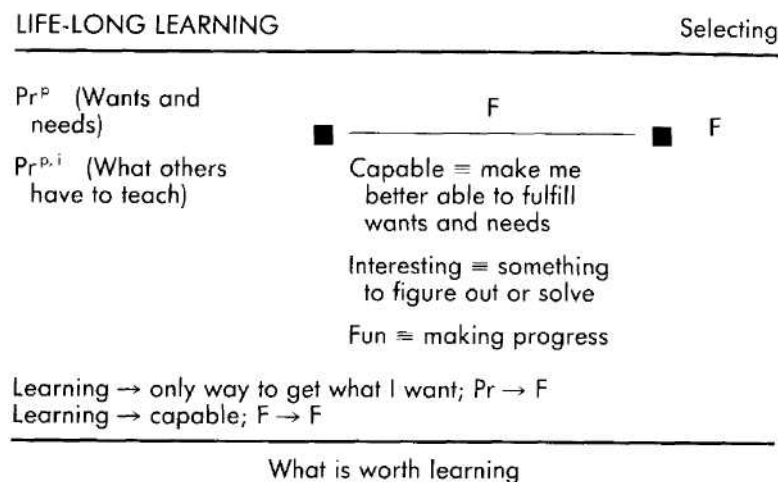 LIFE-LONG LEARNING Selecting
Prᵖ (Wants and
needs)
Prᵖ,ⁱ (What others
have to teach)
F
F
Capable ≡ make me
better able to fulfill
wants and needs
Interesting ≡ something
to figure out or solve
Fun ≡ making progress
Learning → only way to get what I want; Pr → F
Learning → capable; F → F
What is worth learning